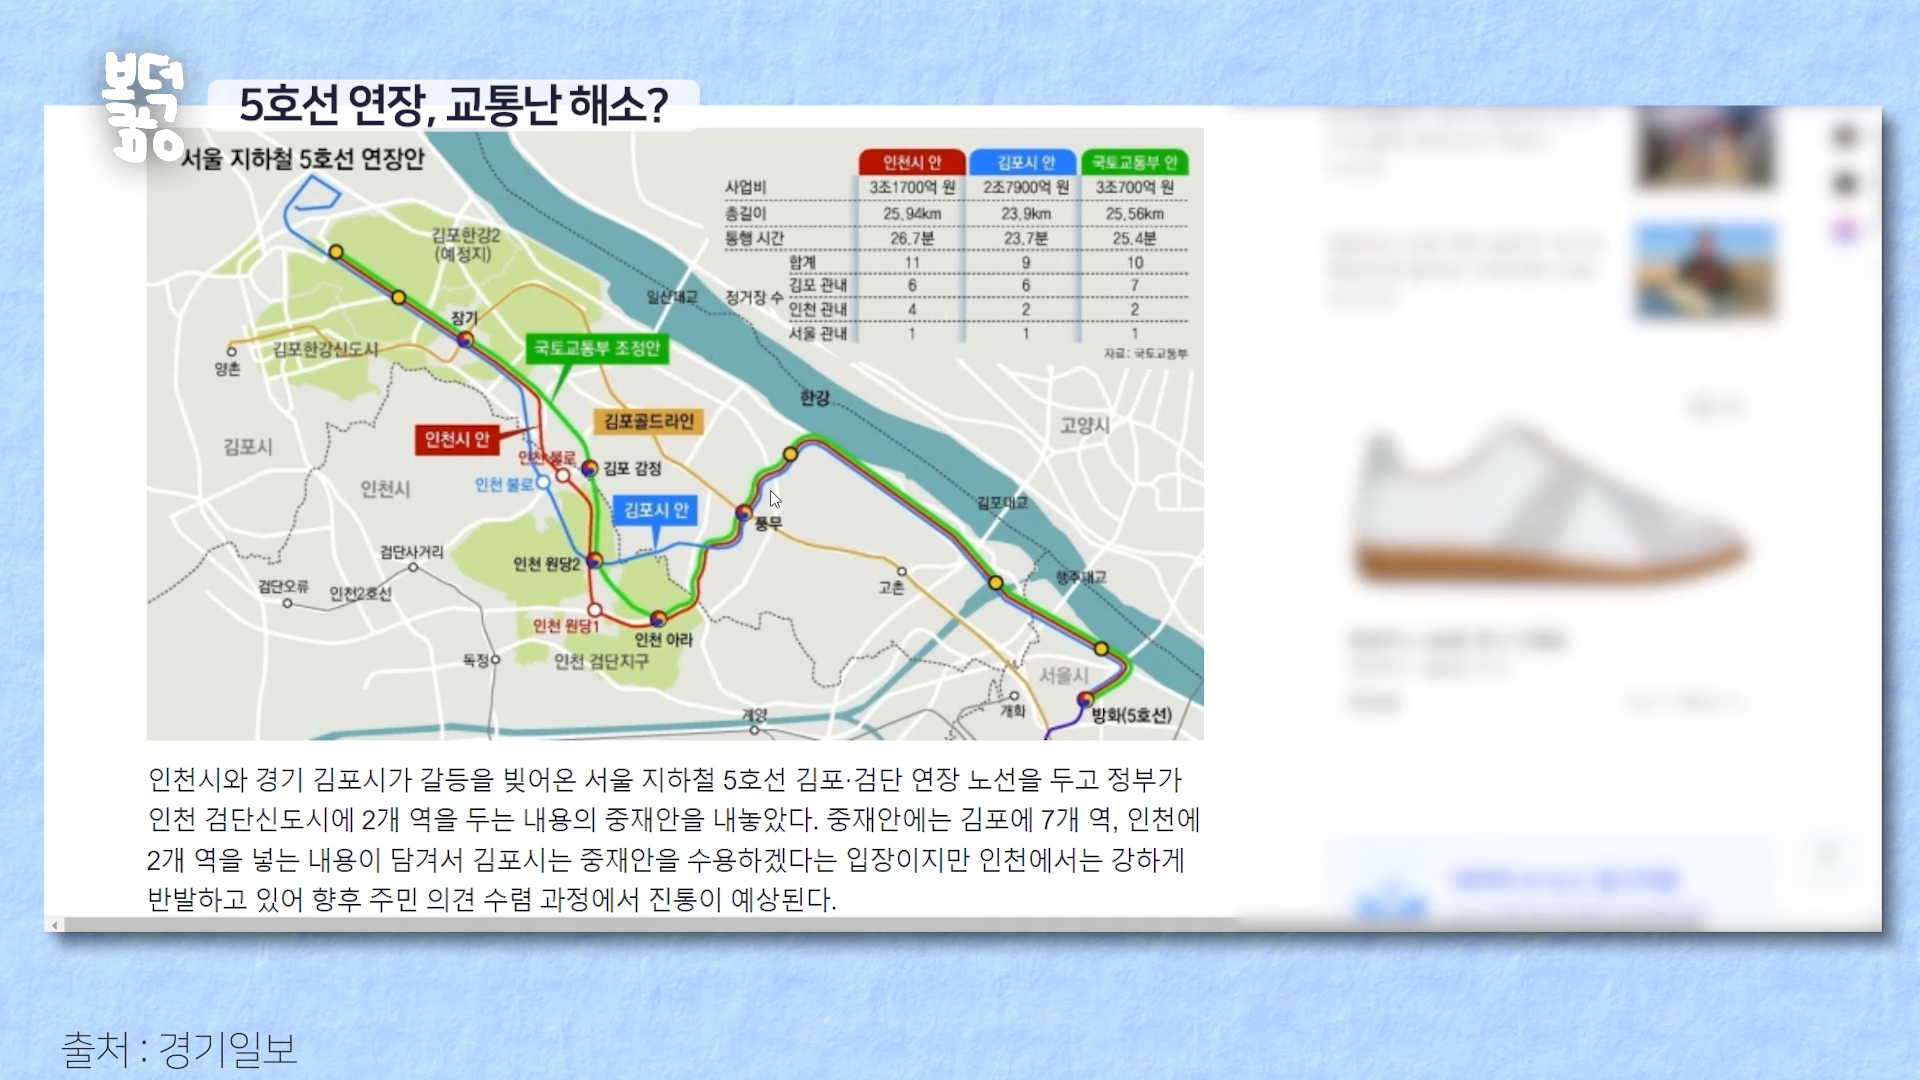 복덕쿵
5호선 연장, 교통난 해소?
서울 지하철 5호선 연장안
인천시 안 김포시 안 국토교통부 안
사업비 3조1700억 원 2조7900억 원 3조700억 원
총길이 25.94km 23.9km 25.56km
통행 시간 26.7분 23.7분 25.4분
정거장 수
합계 11 9 10
김포 관내 6 6 7
인천 관내 4 2 2
서울 관내 1 1 1
자료: 국토교통부
김포한강2
(예정지)
일산대교
장기
국토교통부 조정안
김포한강신도시
양촌
한강
김포골드라인
고양시
인천시 안
김포시
인천 불로
김포 감정
인천 불로
인천시
김포시 안
김포대교
풍무
검단사거리
인천 원당2
행주대교
검단오류
인천2호선
고촌
인천 원당1
인천 아라
독정
인천 검단지구
서울시
개화
계양
방화(5호선)
인천시와 경기 김포시가 갈등을 빚어온 서울 지하철 5호선 김포·검단 연장 노선을 두고 정부가
인천 검단신도시에 2개 역을 두는 내용의 중재안을 내놓았다. 중재안에는 김포에 7개 역, 인천에
2개 역을 넣는 내용이 담겨서 김포시는 중재안을 수용하겠다는 입장이지만 인천에서는 강하게
반발하고 있어 향후 주민 의견 수렴 과정에서 진통이 예상된다.
출처 : 경기일보